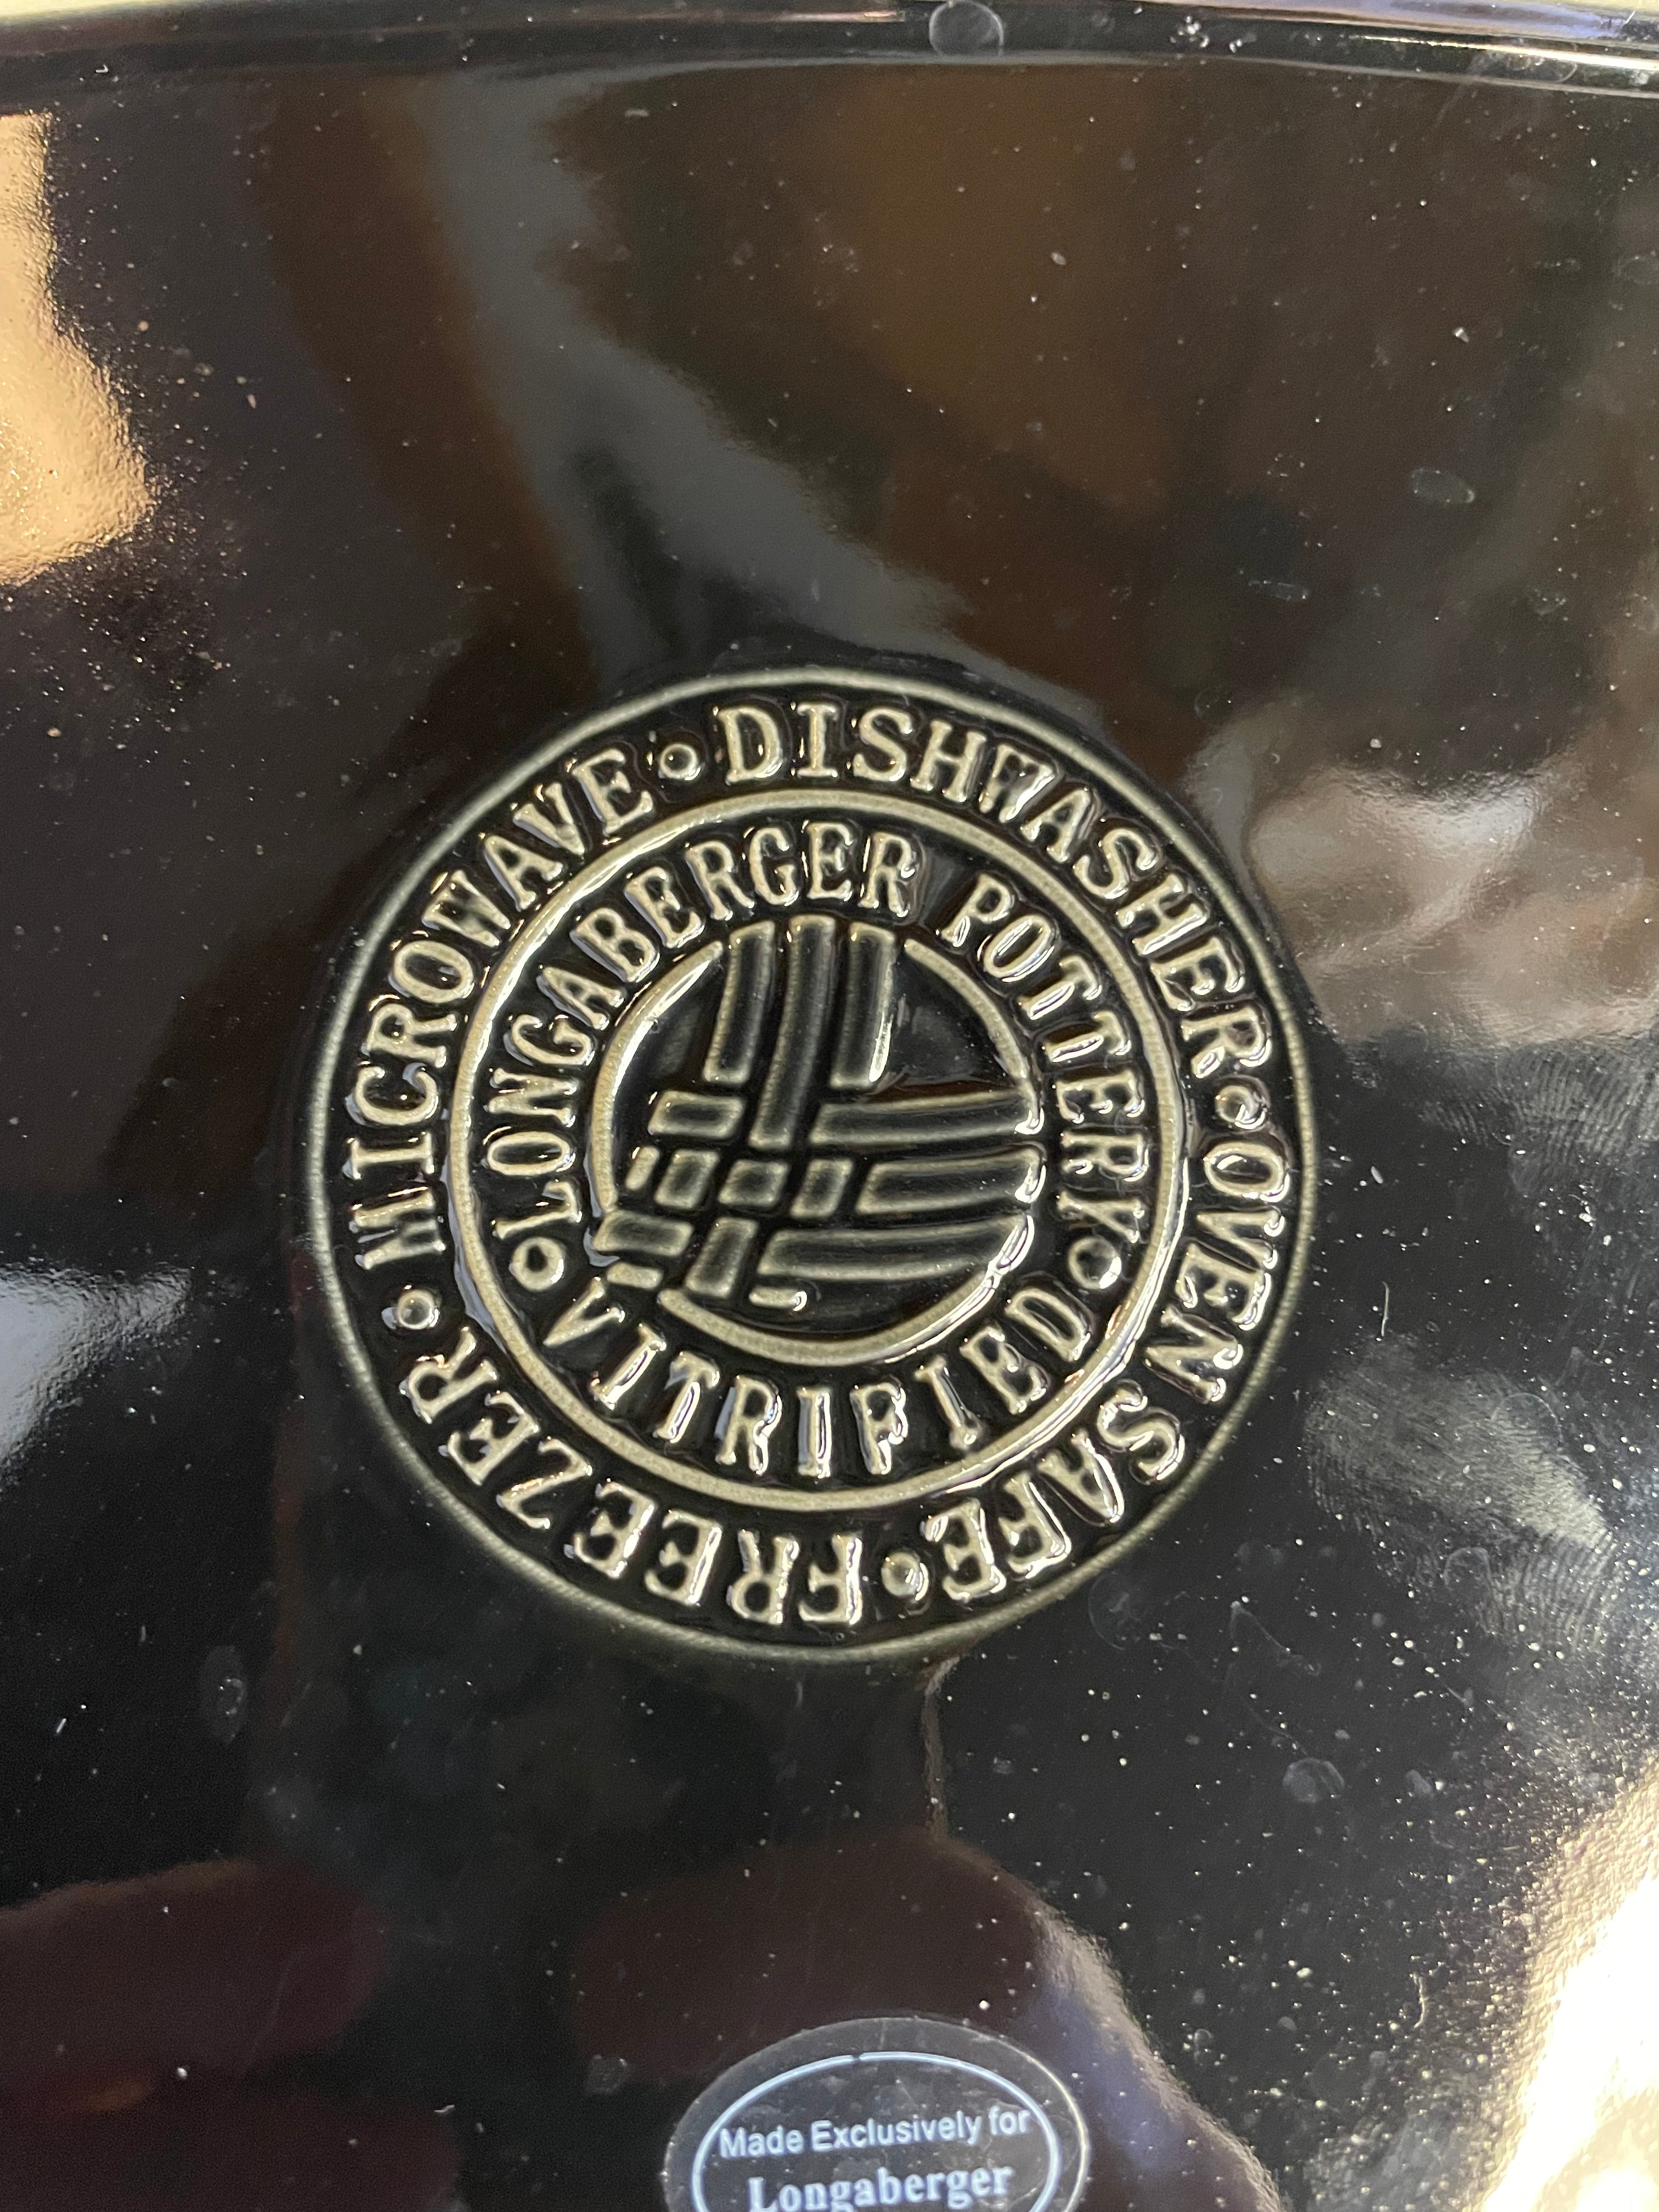 MICROWAVE • DISHWASHER • OVEN SAFE • FREEZER •
• LONGABERGER POTTERY •
VITRIFIED
Made Exclusively for
Longaberger